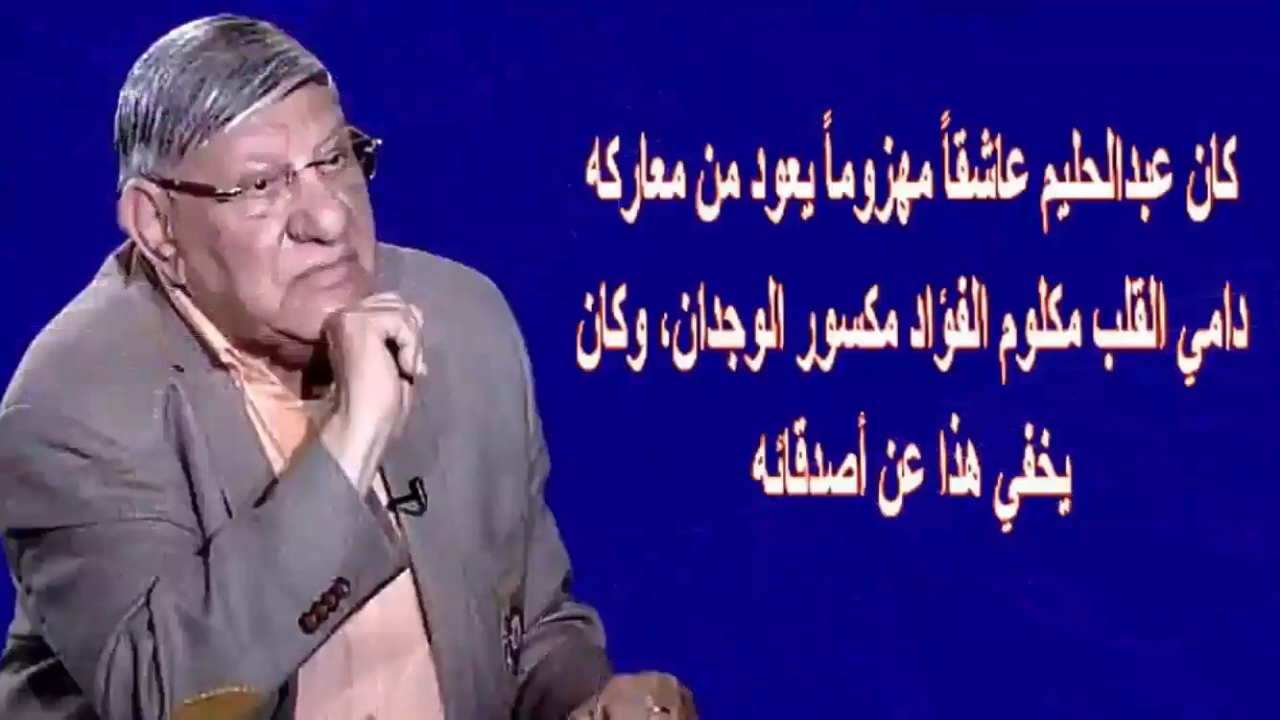 كان عبدالحليم عاشقاً مهزوماً يعود من معاركه
دامي القلب مكلوم الفؤاد مكسور الوجدان، وكان
يخفي هذا عن أصدقائه